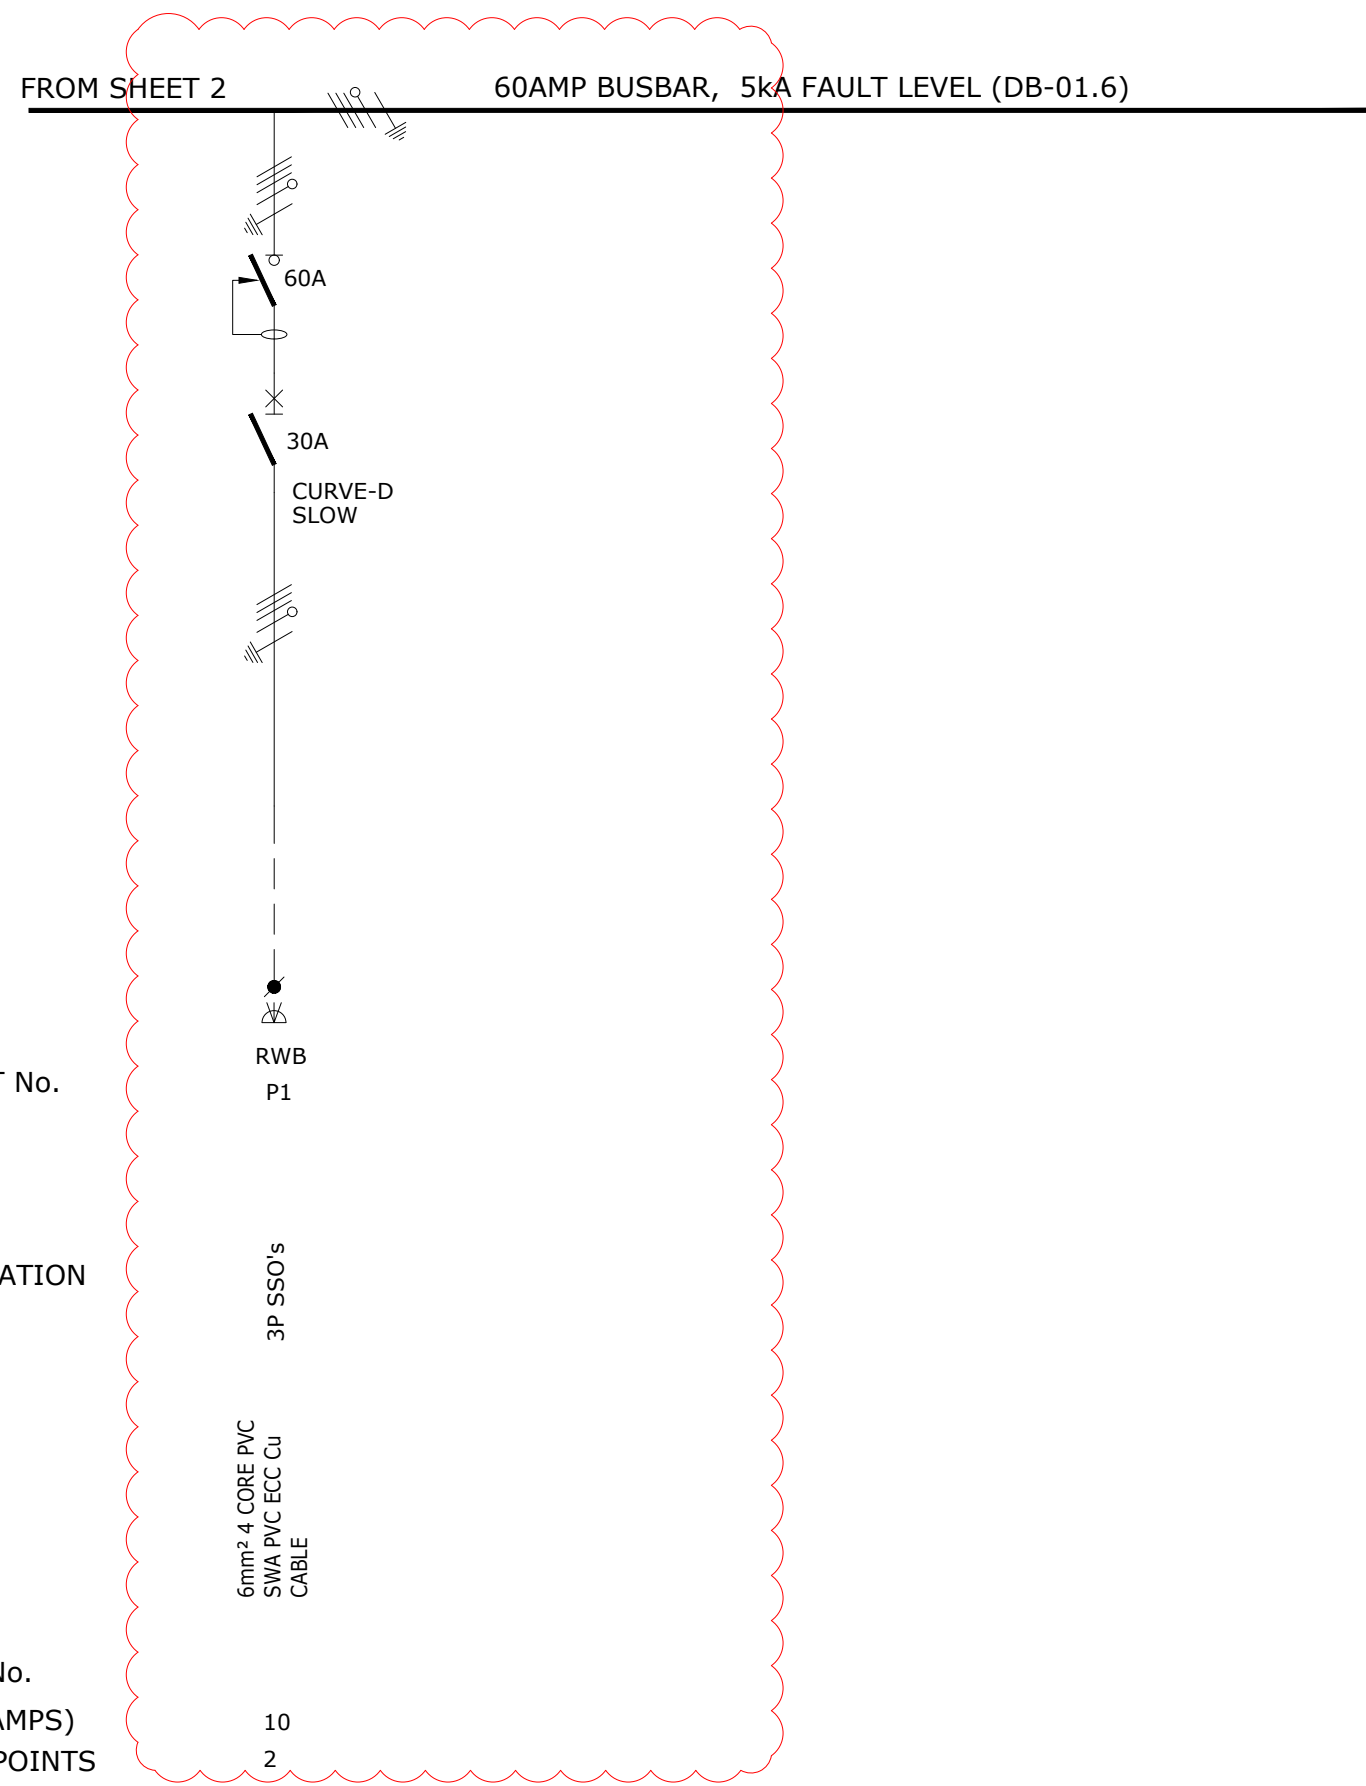 FROM SHEET 2
60AMP BUSBAR, 5kA FAULT LEVEL (DB-01.6)
60A
30A
CURVE-D
SLOW
RWB
T No.
P1
ATION
3P SSO's
6mm² 4 CORE PVC
SWA PVC ECC Cu
CABLE
No.
AMPS)
10
POINTS
2